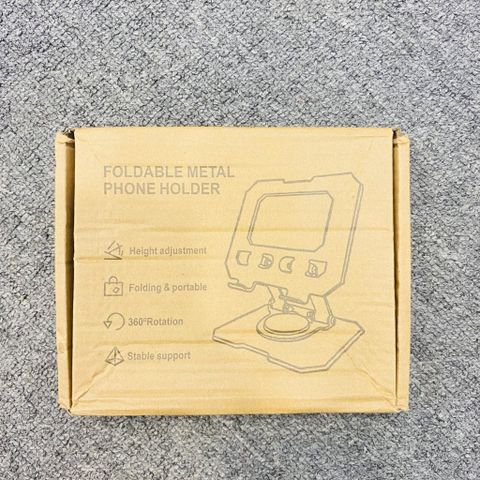 FOLDABLE METAL
PHONE HOLDER
Height adjustment
Folding & portable
360°Rotation
Stable support